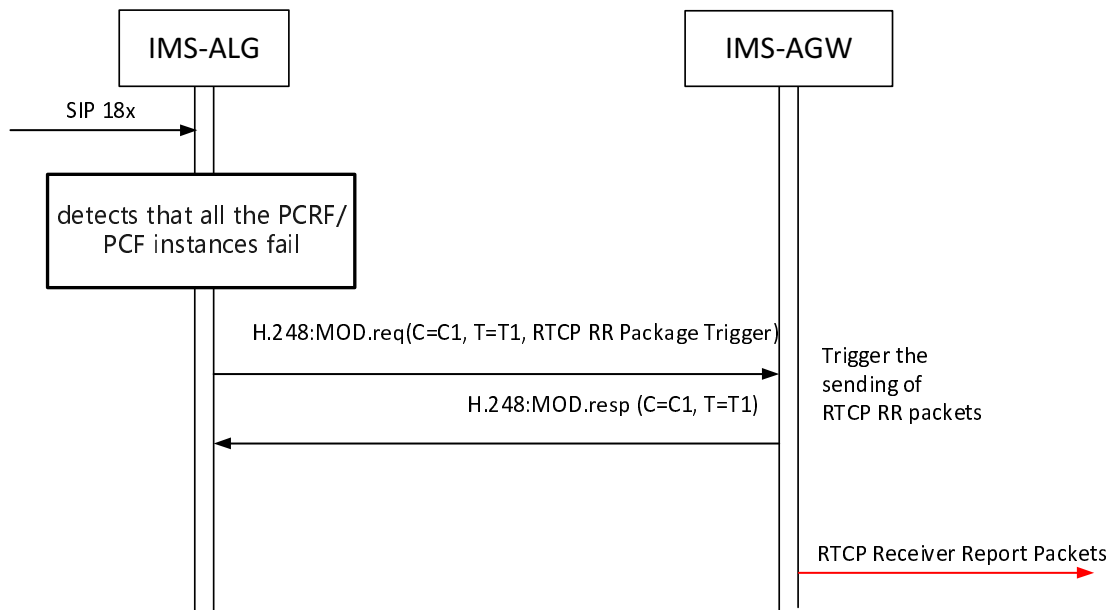 IMS-ALG
IMS-AGW
SIP 18x
detects that all the PCRF/
PCF instances fail
H.248:MOD.req(C=C1, T=T1, RTCP RR Package Trigger)
Trigger the
sending of
RTCP RR packets
H.248:MOD.resp (C=C1, T=T1)
RTCP Receiver Report Packets